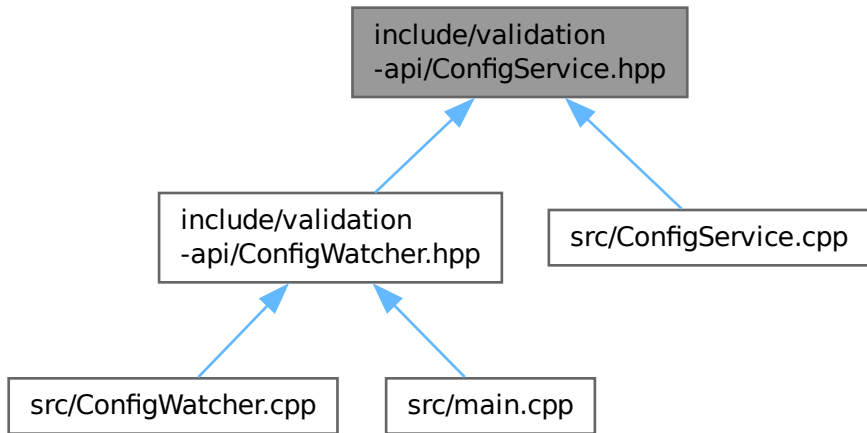 include/validation
-api/ConfigService.hpp
include/validation
-api/ConfigWatcher.hpp
src/ConfigService.cpp
src/ConfigWatcher.cpp
src/main.cpp